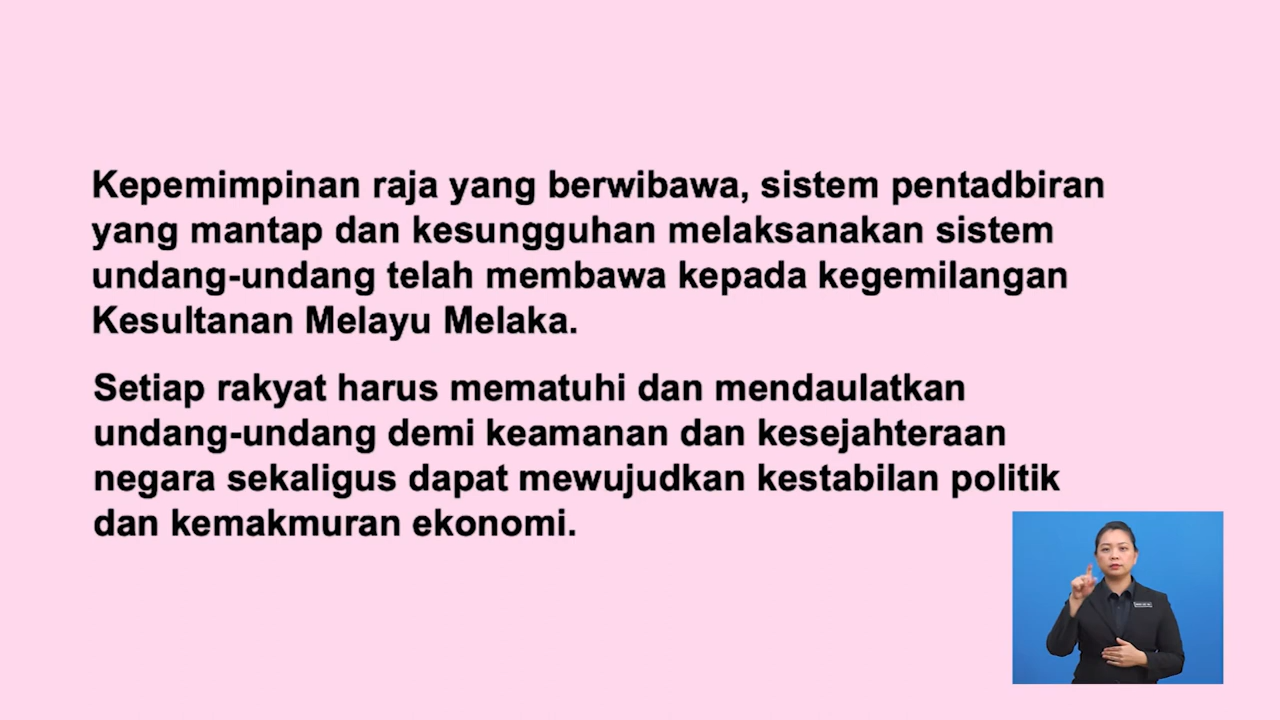 Kepemimpinan raja yang berwibawa, sistem pentadbiran
yang mantap dan kesungguhan melaksanakan sistem
undang-undang telah membawa kepada kegemilangan
Kesultanan Melayu Melaka.
Setiap rakyat harus mematuhi dan mendaulatkan
undang-undang demi keamanan dan kesejahteraan
negara sekaligus dapat mewujudkan kestabilan politik
dan kemakmuran ekonomi.